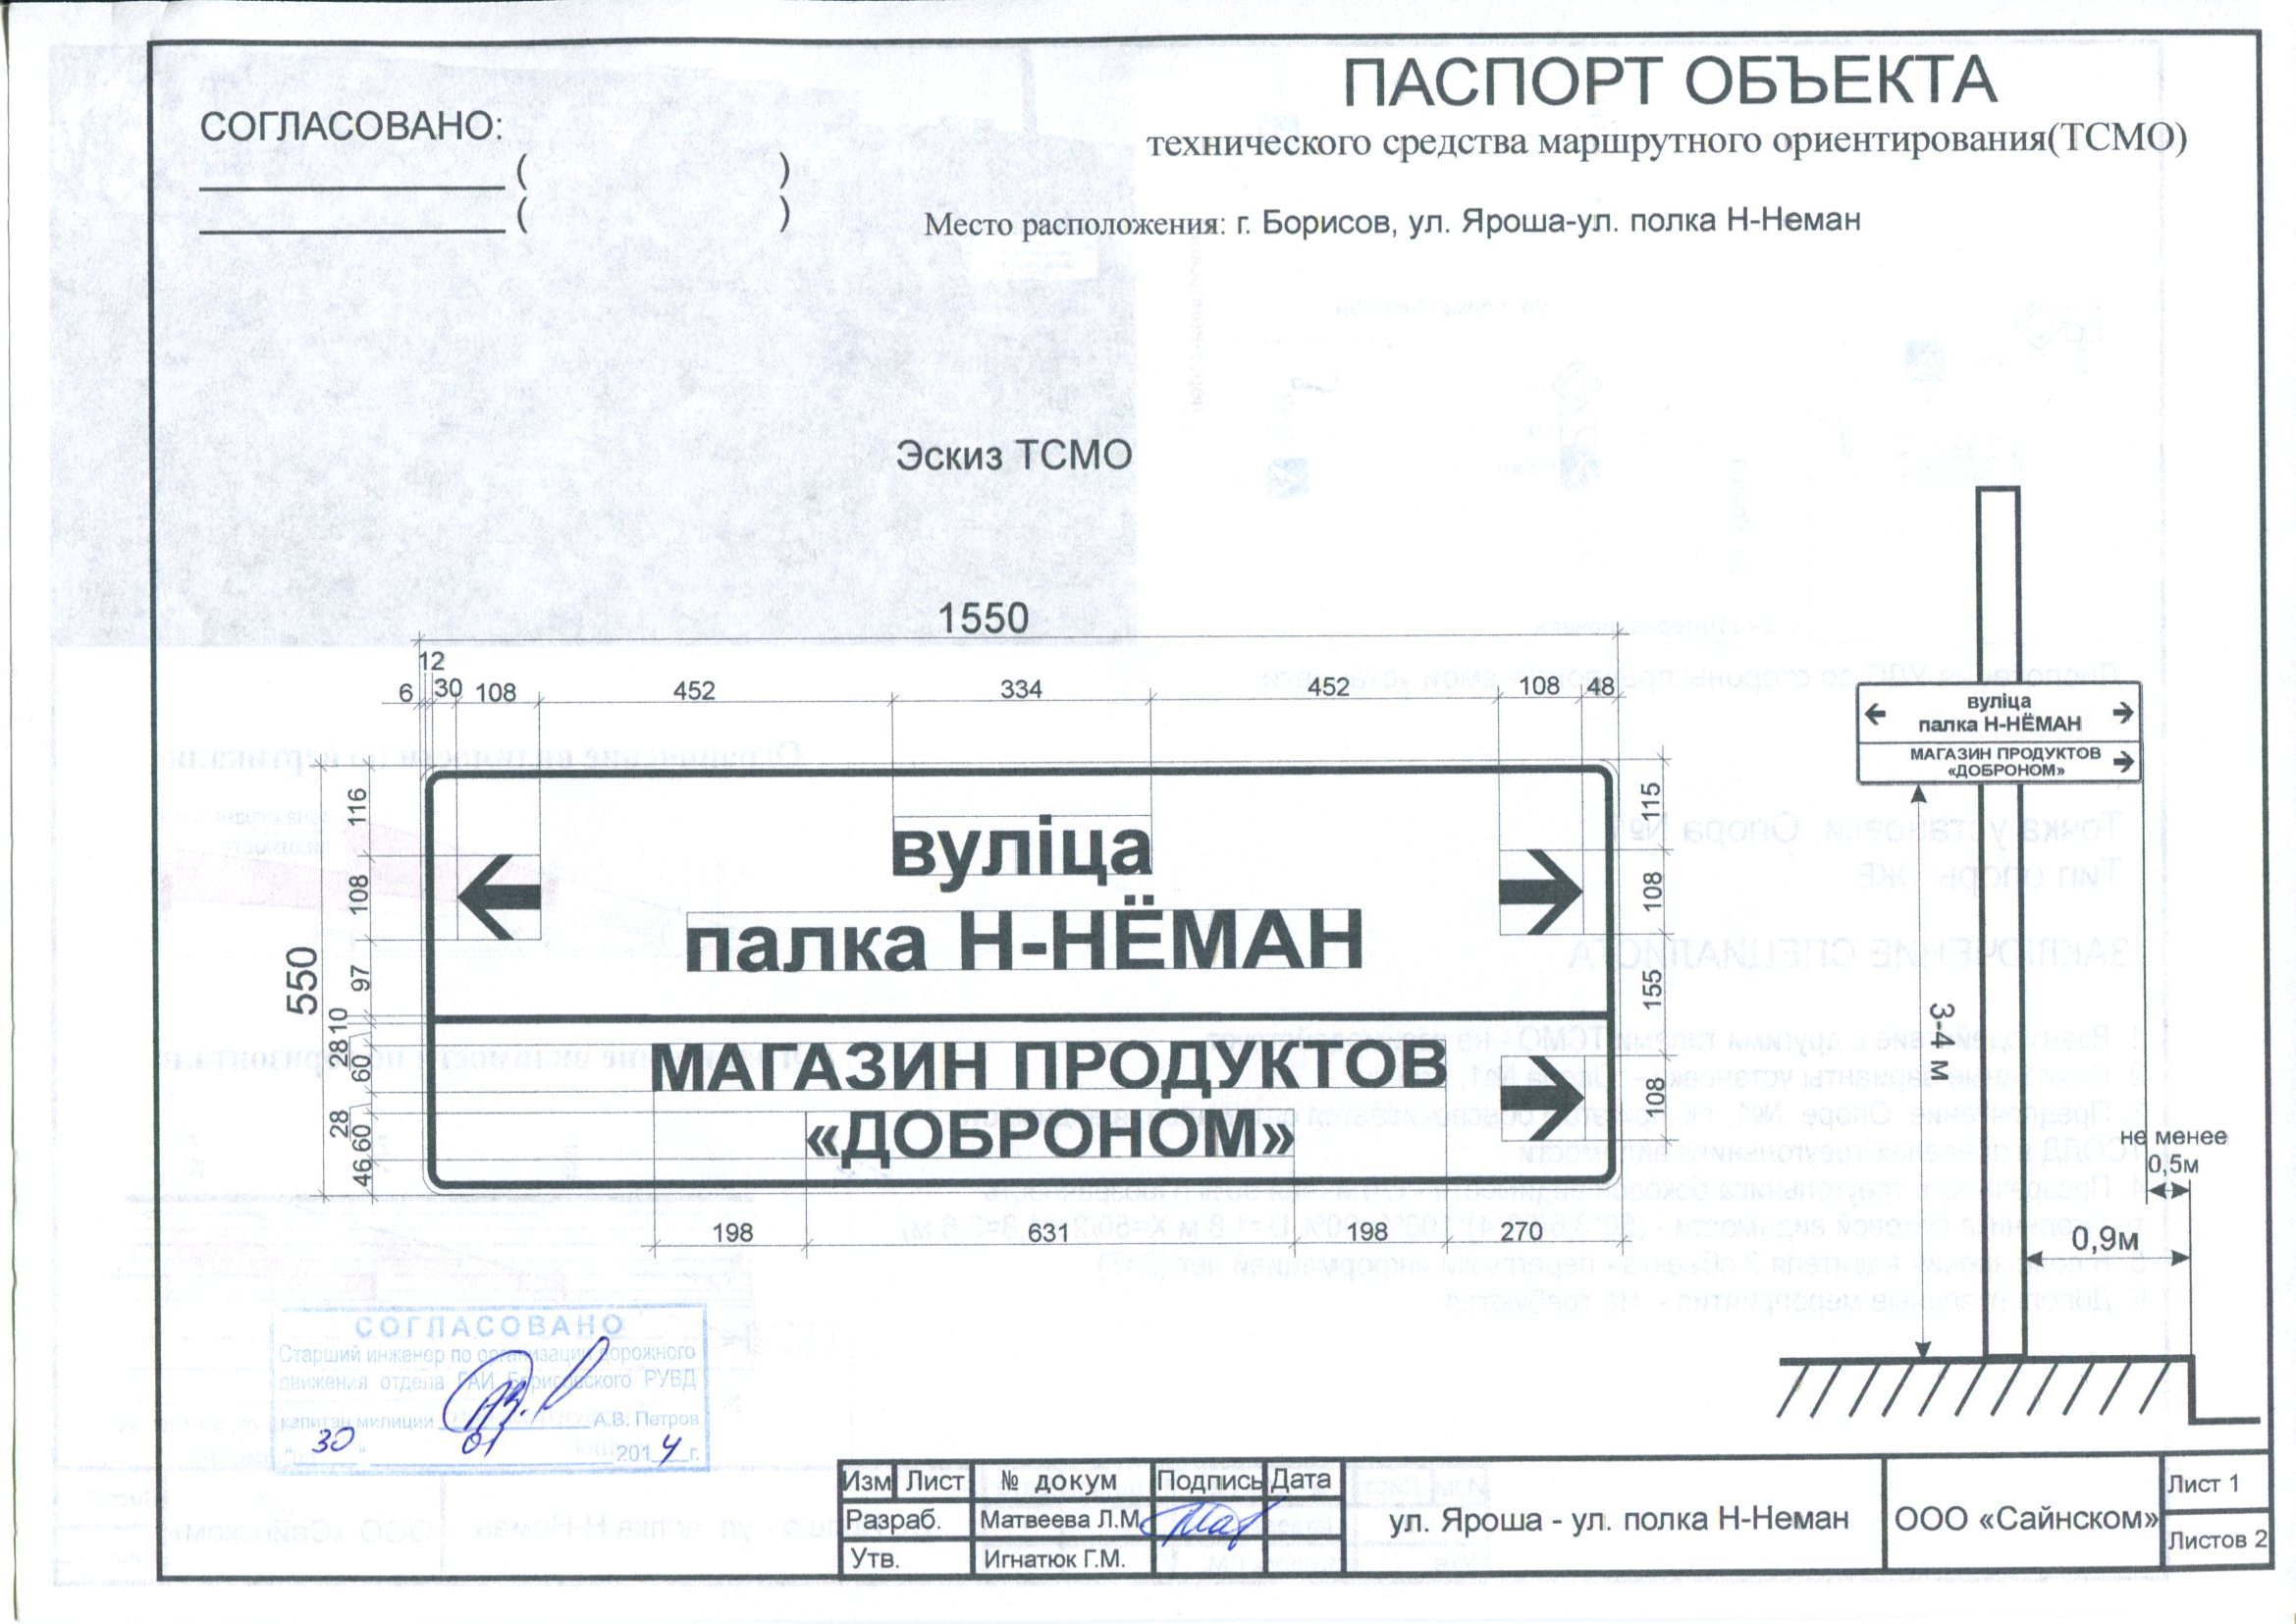 ПАСПОРТ ОБЪЕКТА
технического средства маршрутного ориентирования(ТСМО)
СОГЛАСОВАНО:
( )
( )
Место расположения: г. Борисов, ул. Яроша-ул. полка Н-Неман
Эскиз ТСМО
1550
12
6 30 108 452 334 452 108 48
вуліца
палка Н-НЁМАН
МАГАЗИН ПРОДУКТОВ
«ДОБРОНОМ»
550
116
108
97
10
28
60
28
60
46
115
108
155
108
198 631 198 270
вуліца
палка Н-НЁМАН
МАГАЗИН ПРОДУКТОВ
«ДОБРОНОМ»
3-4 м
не менее
0,5м
0,9м
СОГЛАСОВАНО
Старший инженер по организации дорожного
движения отдела ГАИ Борисовского РУВД
капитан милиции А.В. Петров
30 01 2014 г.
Изм Лист № докум Подпись Дата
Разраб. Матвеева Л.М.
Утв. Игнатюк Г.М.
ул. Яроша - ул. полка Н-Неман
ООО «Сайнском»
Лист 1
Листов 2